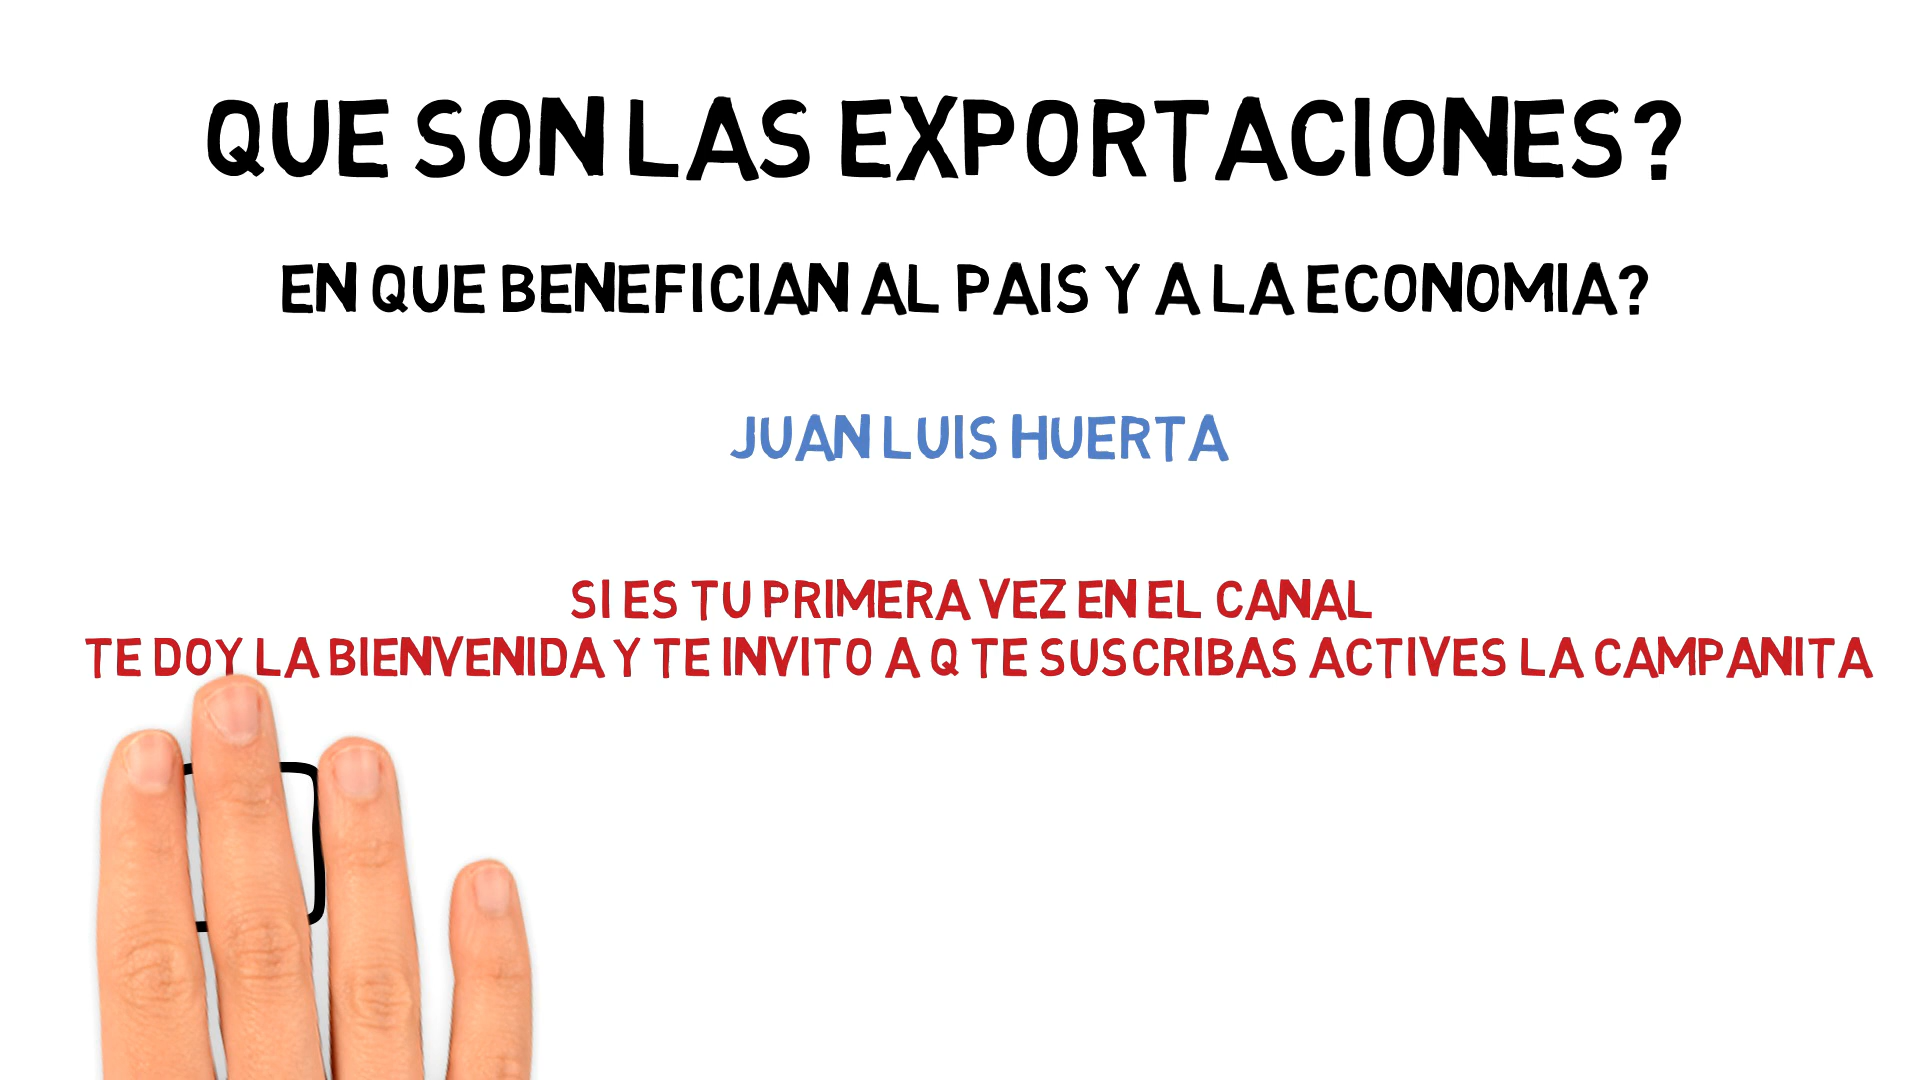 QUE SON LAS EXPORTACIONES?
EN QUE BENEFICIAN AL PAIS Y A LA ECONOMIA?
JUAN LUIS HUERTA
SI ES TU PRIMERA VEZ EN EL CANAL
TE DOY LA BIENVENIDA Y TE INVITO A Q TE SUSCRIBAS ACTIVES LA CAMPANITA